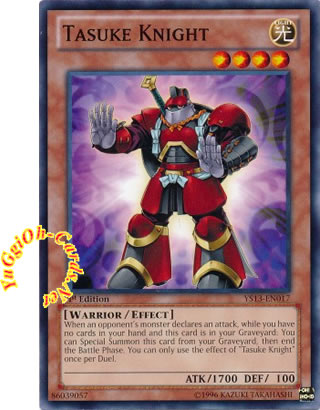 TASUKE KNIGHT
光
YuGgiOh-Cards.Net
1st Edition
YS13-EN017
[WARRIOR / EFFECT]
When an opponent's monster declares an attack, while you have
no cards in your hand and this card is in your Graveyard: You
can Special Summon this card from your Graveyard, then end
the Battle Phase. You can only use the effect of "Tasuke Knight"
once per Duel.
ATK/1700 DEF/ 100
86039057
©1996 KAZUKI TAKAHASHI